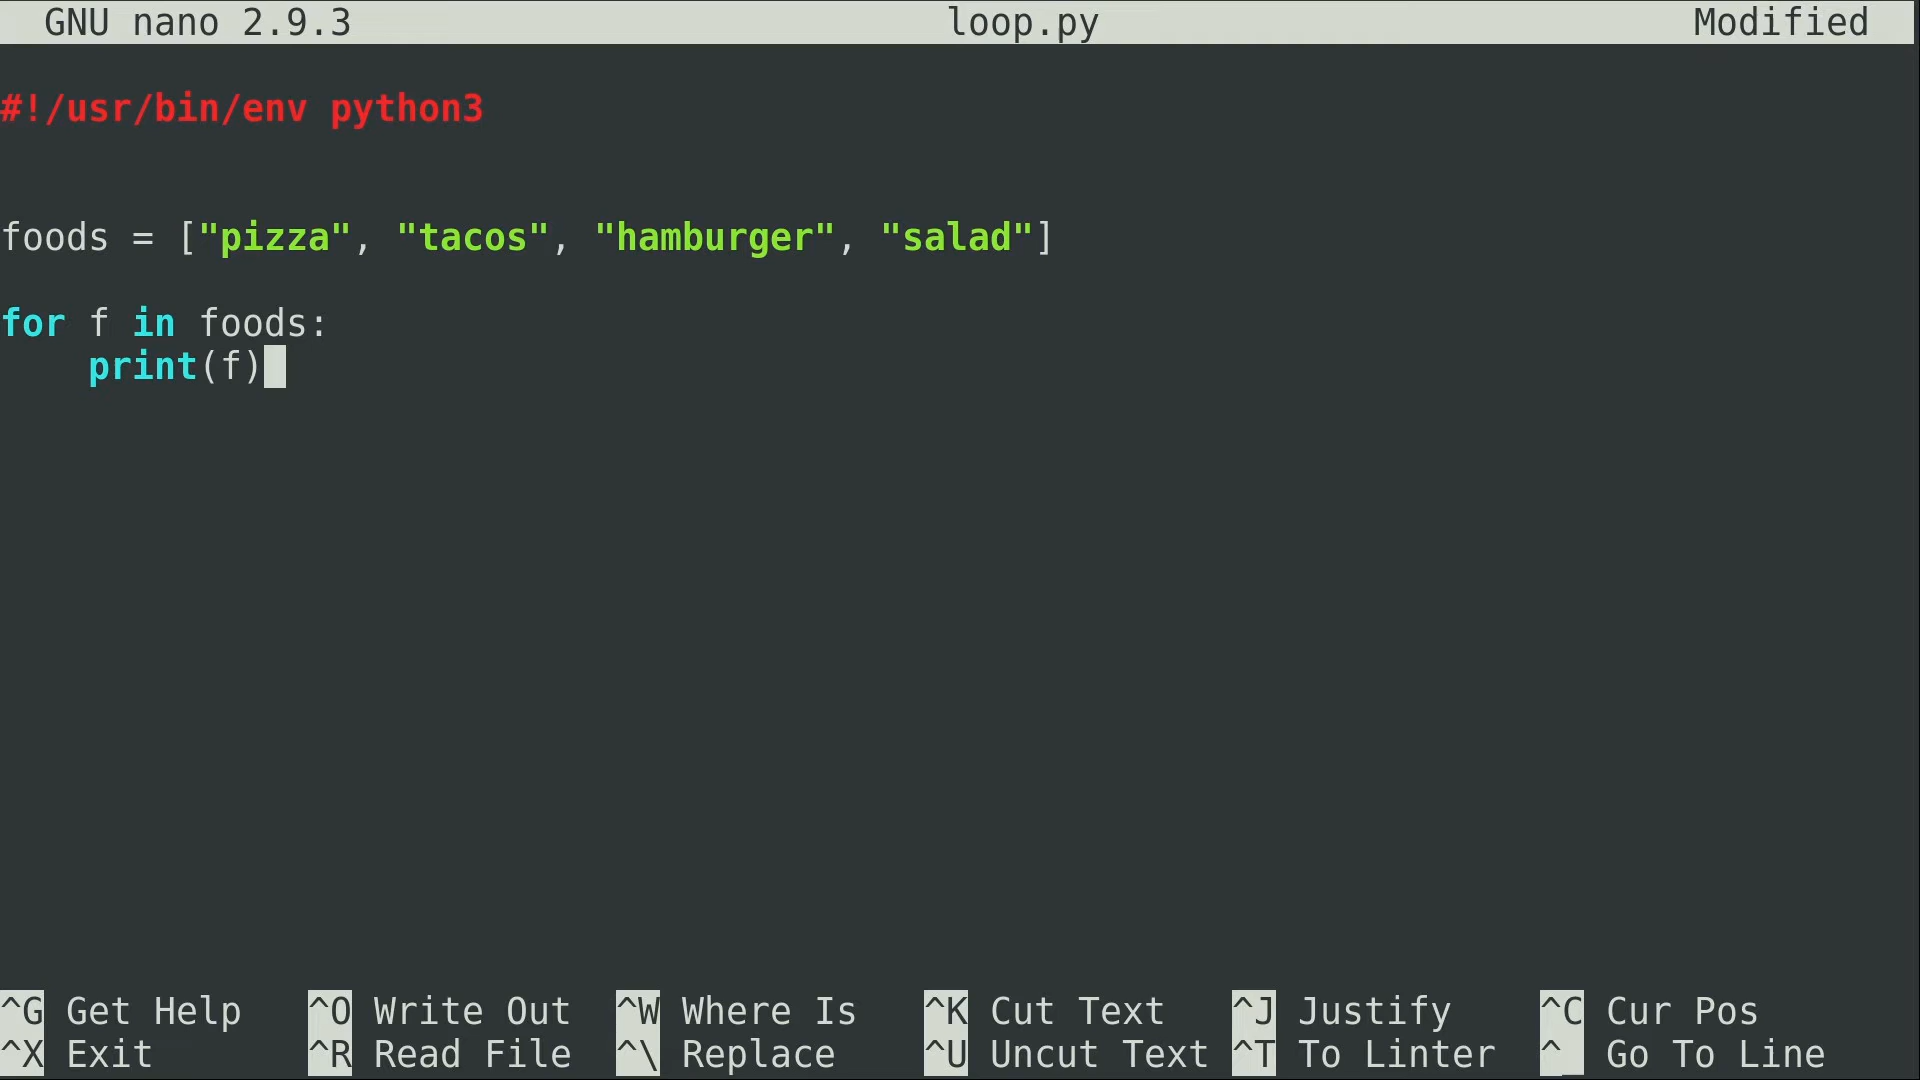 GNU nano 2.9.3 loop.py Modified
#!/usr/bin/env python3
foods = ["pizza", "tacos", "hamburger", "salad"]
for f in foods:
    print(f)
^G Get Help ^O Write Out ^W Where Is ^K Cut Text ^J Justify ^C Cur Pos
^X Exit ^R Read File ^\ Replace ^U Uncut Text ^T To Linter ^_ Go To Line